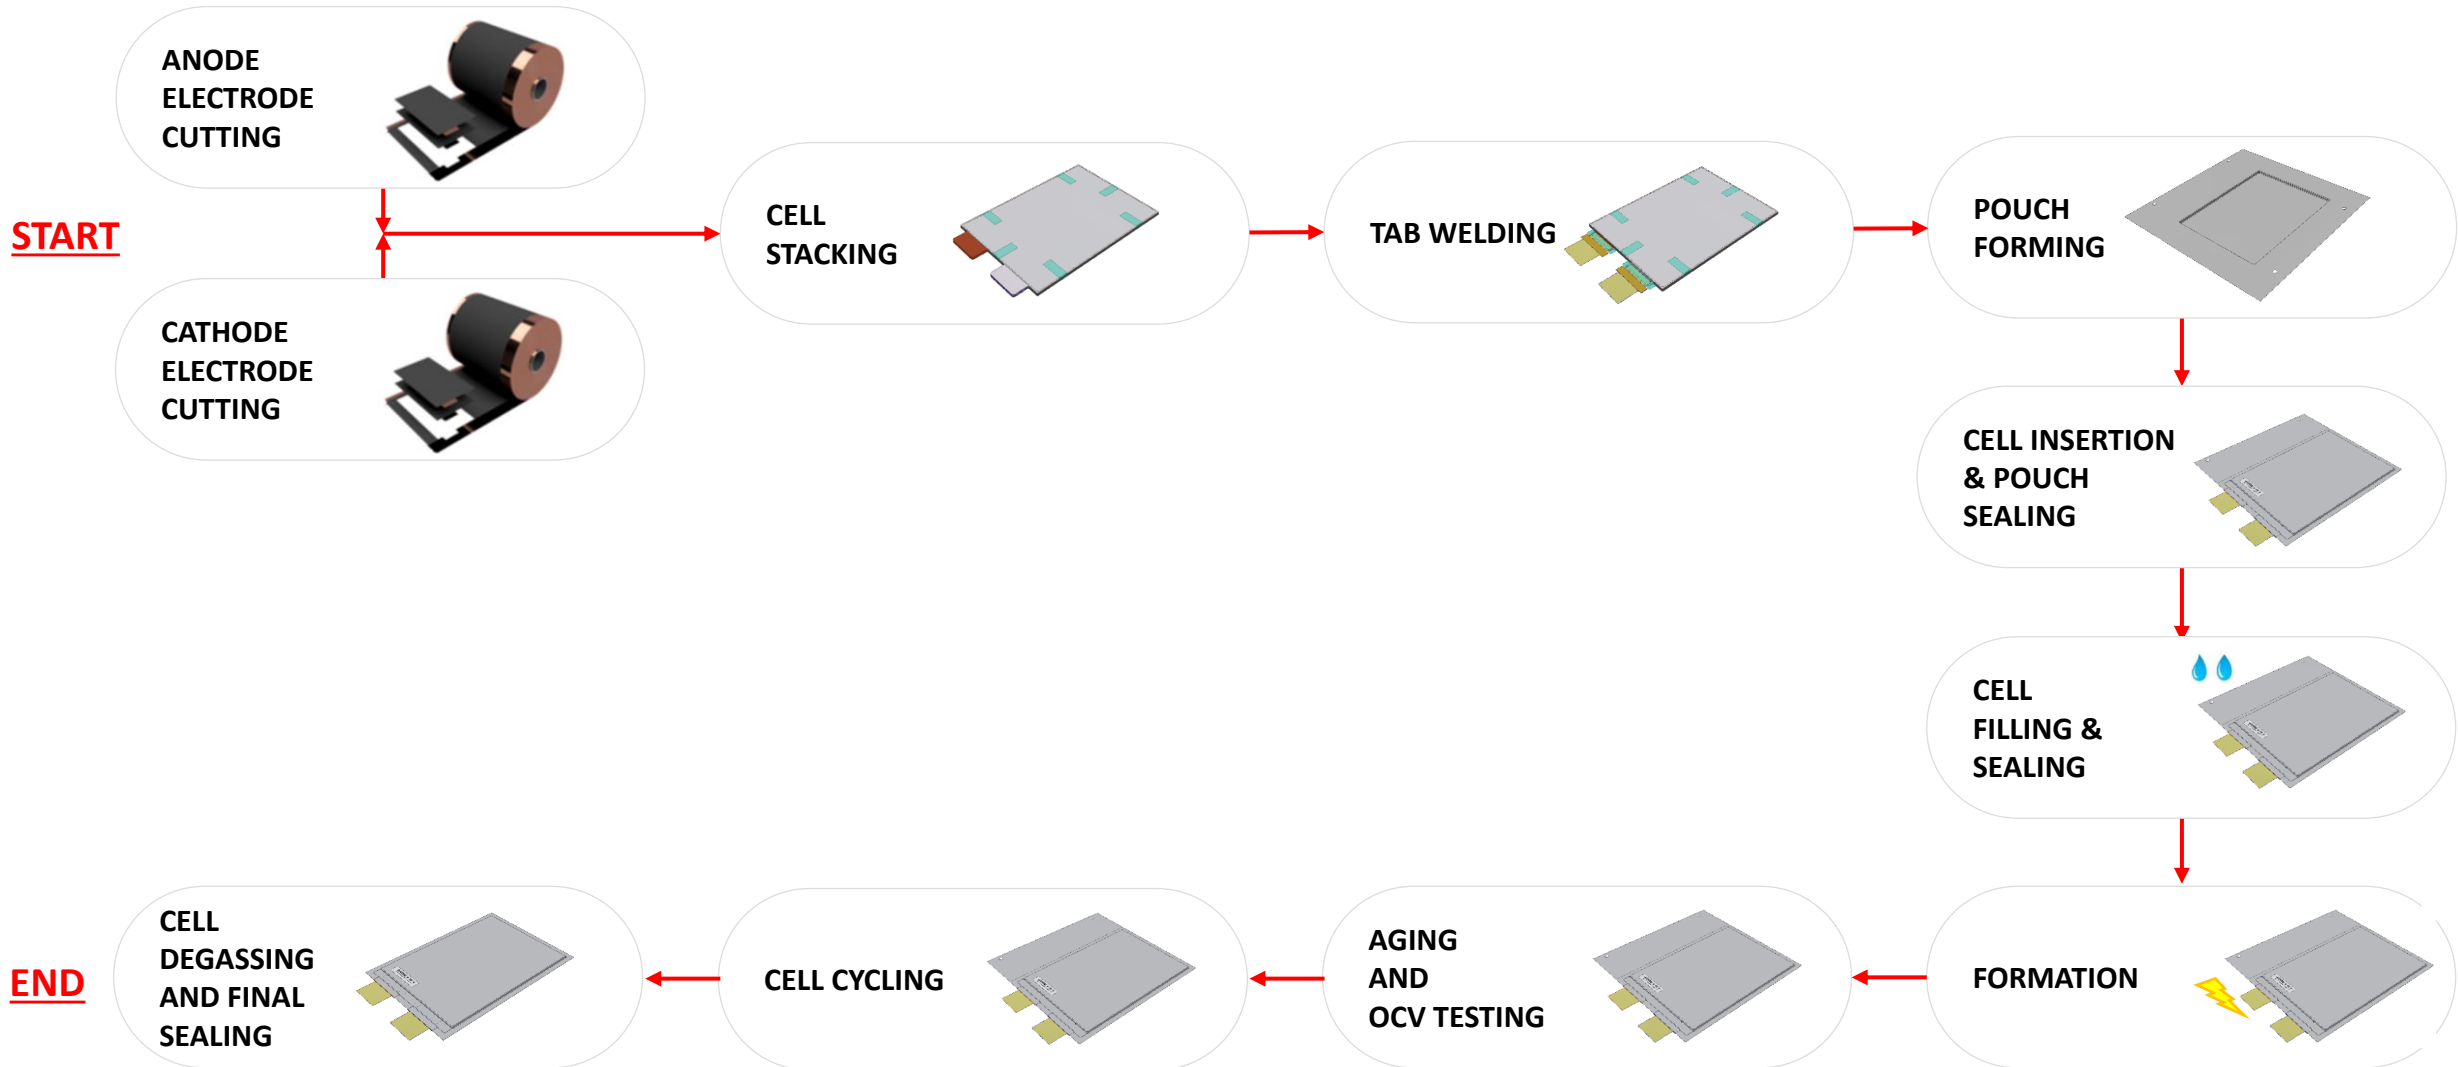 ANODE
ELECTRODE
CUTTING
START
CATHODE
ELECTRODE
CUTTING
CELL
STACKING
TAB WELDING
POUCH
FORMING
CELL INSERTION
& POUCH
SEALING
CELL
FILLING &
SEALING
FORMATION
AGING
AND
OCV TESTING
CELL CYCLING
CELL
DEGASSING
AND FINAL
SEALING
END